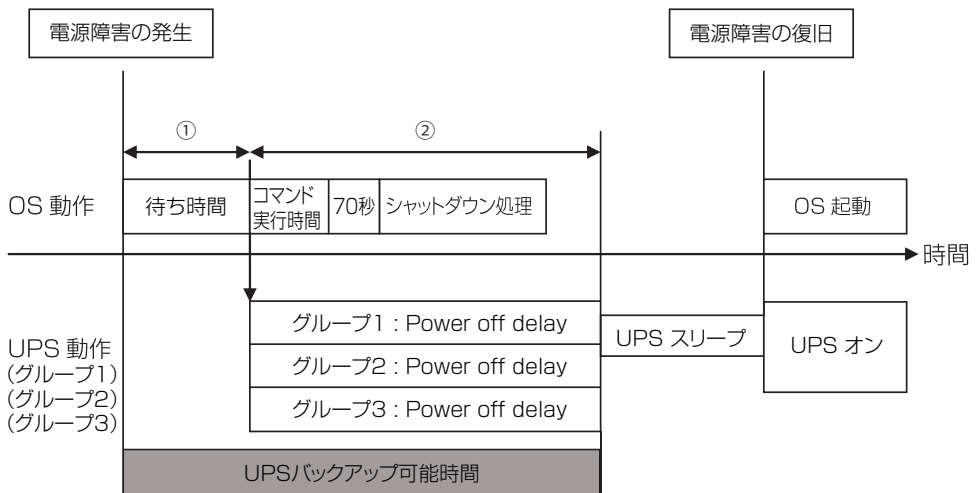 電源障害の発生
電源障害の復旧
①
②
OS 動作
待ち時間
コマンド
実行時間
70秒
シャットダウン処理
OS 起動
時間
UPS 動作
(グループ1)
(グループ2)
(グループ3)
グループ1 : Power off delay
グループ2 : Power off delay
グループ3 : Power off delay
UPS スリープ
UPS オン
UPSバックアップ可能時間